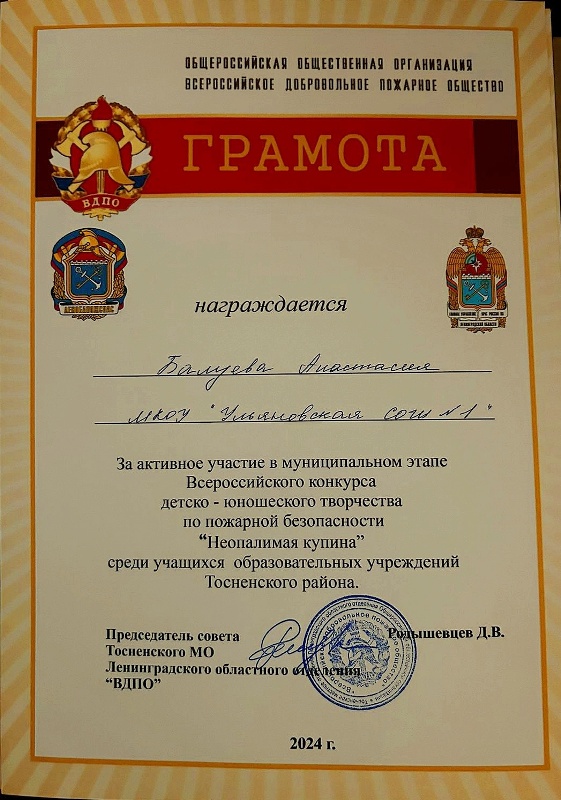 ОБЩЕРОССИЙСКАЯ ОБЩЕСТВЕННАЯ ОРГАНИЗАЦИЯ
ВСЕРОССИЙСКОЕ ДОБРОВОЛЬНОЕ ПОЖАРНОЕ ОБЩЕСТВО
ГРАМОТА
ВДПО
награждается
Балуева Анастасия
МКОУ "Ульяновская СОШ №1"
За активное участие в муниципальном этапе
Всероссийского конкурса
детско - юношеского творчества
по пожарной безопасности
“Неопалимая купина”
среди учащихся образовательных учреждений
Тосненского района.
Председатель совета
Родышевцев Д.В.
Тосненского МО
Ленинградского областного отделения
“ВДПО”
2024 г.